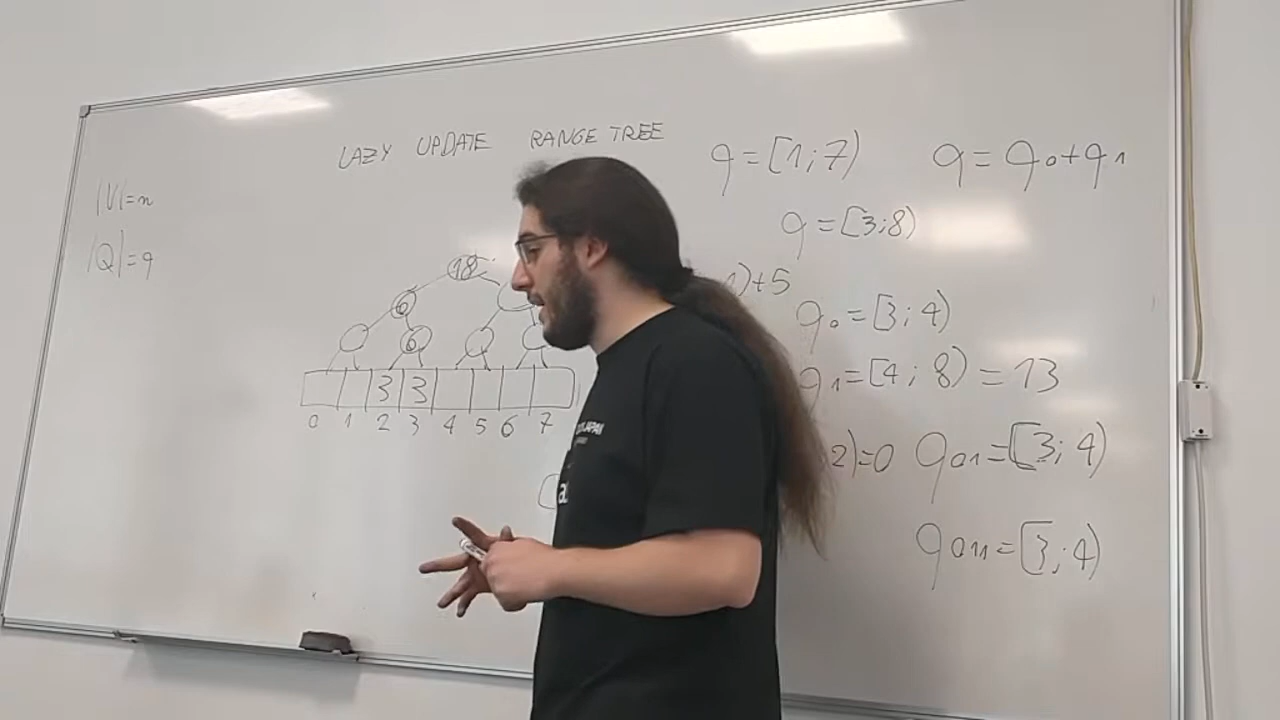 LAZY UPDATE RANGE TREE
|V|=n
|Q|=q
q=[1;7)
q=q0+q1
q=[3;8)
)+5
q0=[3;4)
q1=[4;8)=13
2)=0
q01=[3;4)
q011=[3;4)
18
6
6
3 3
0 1 2 3 4 5 6 7